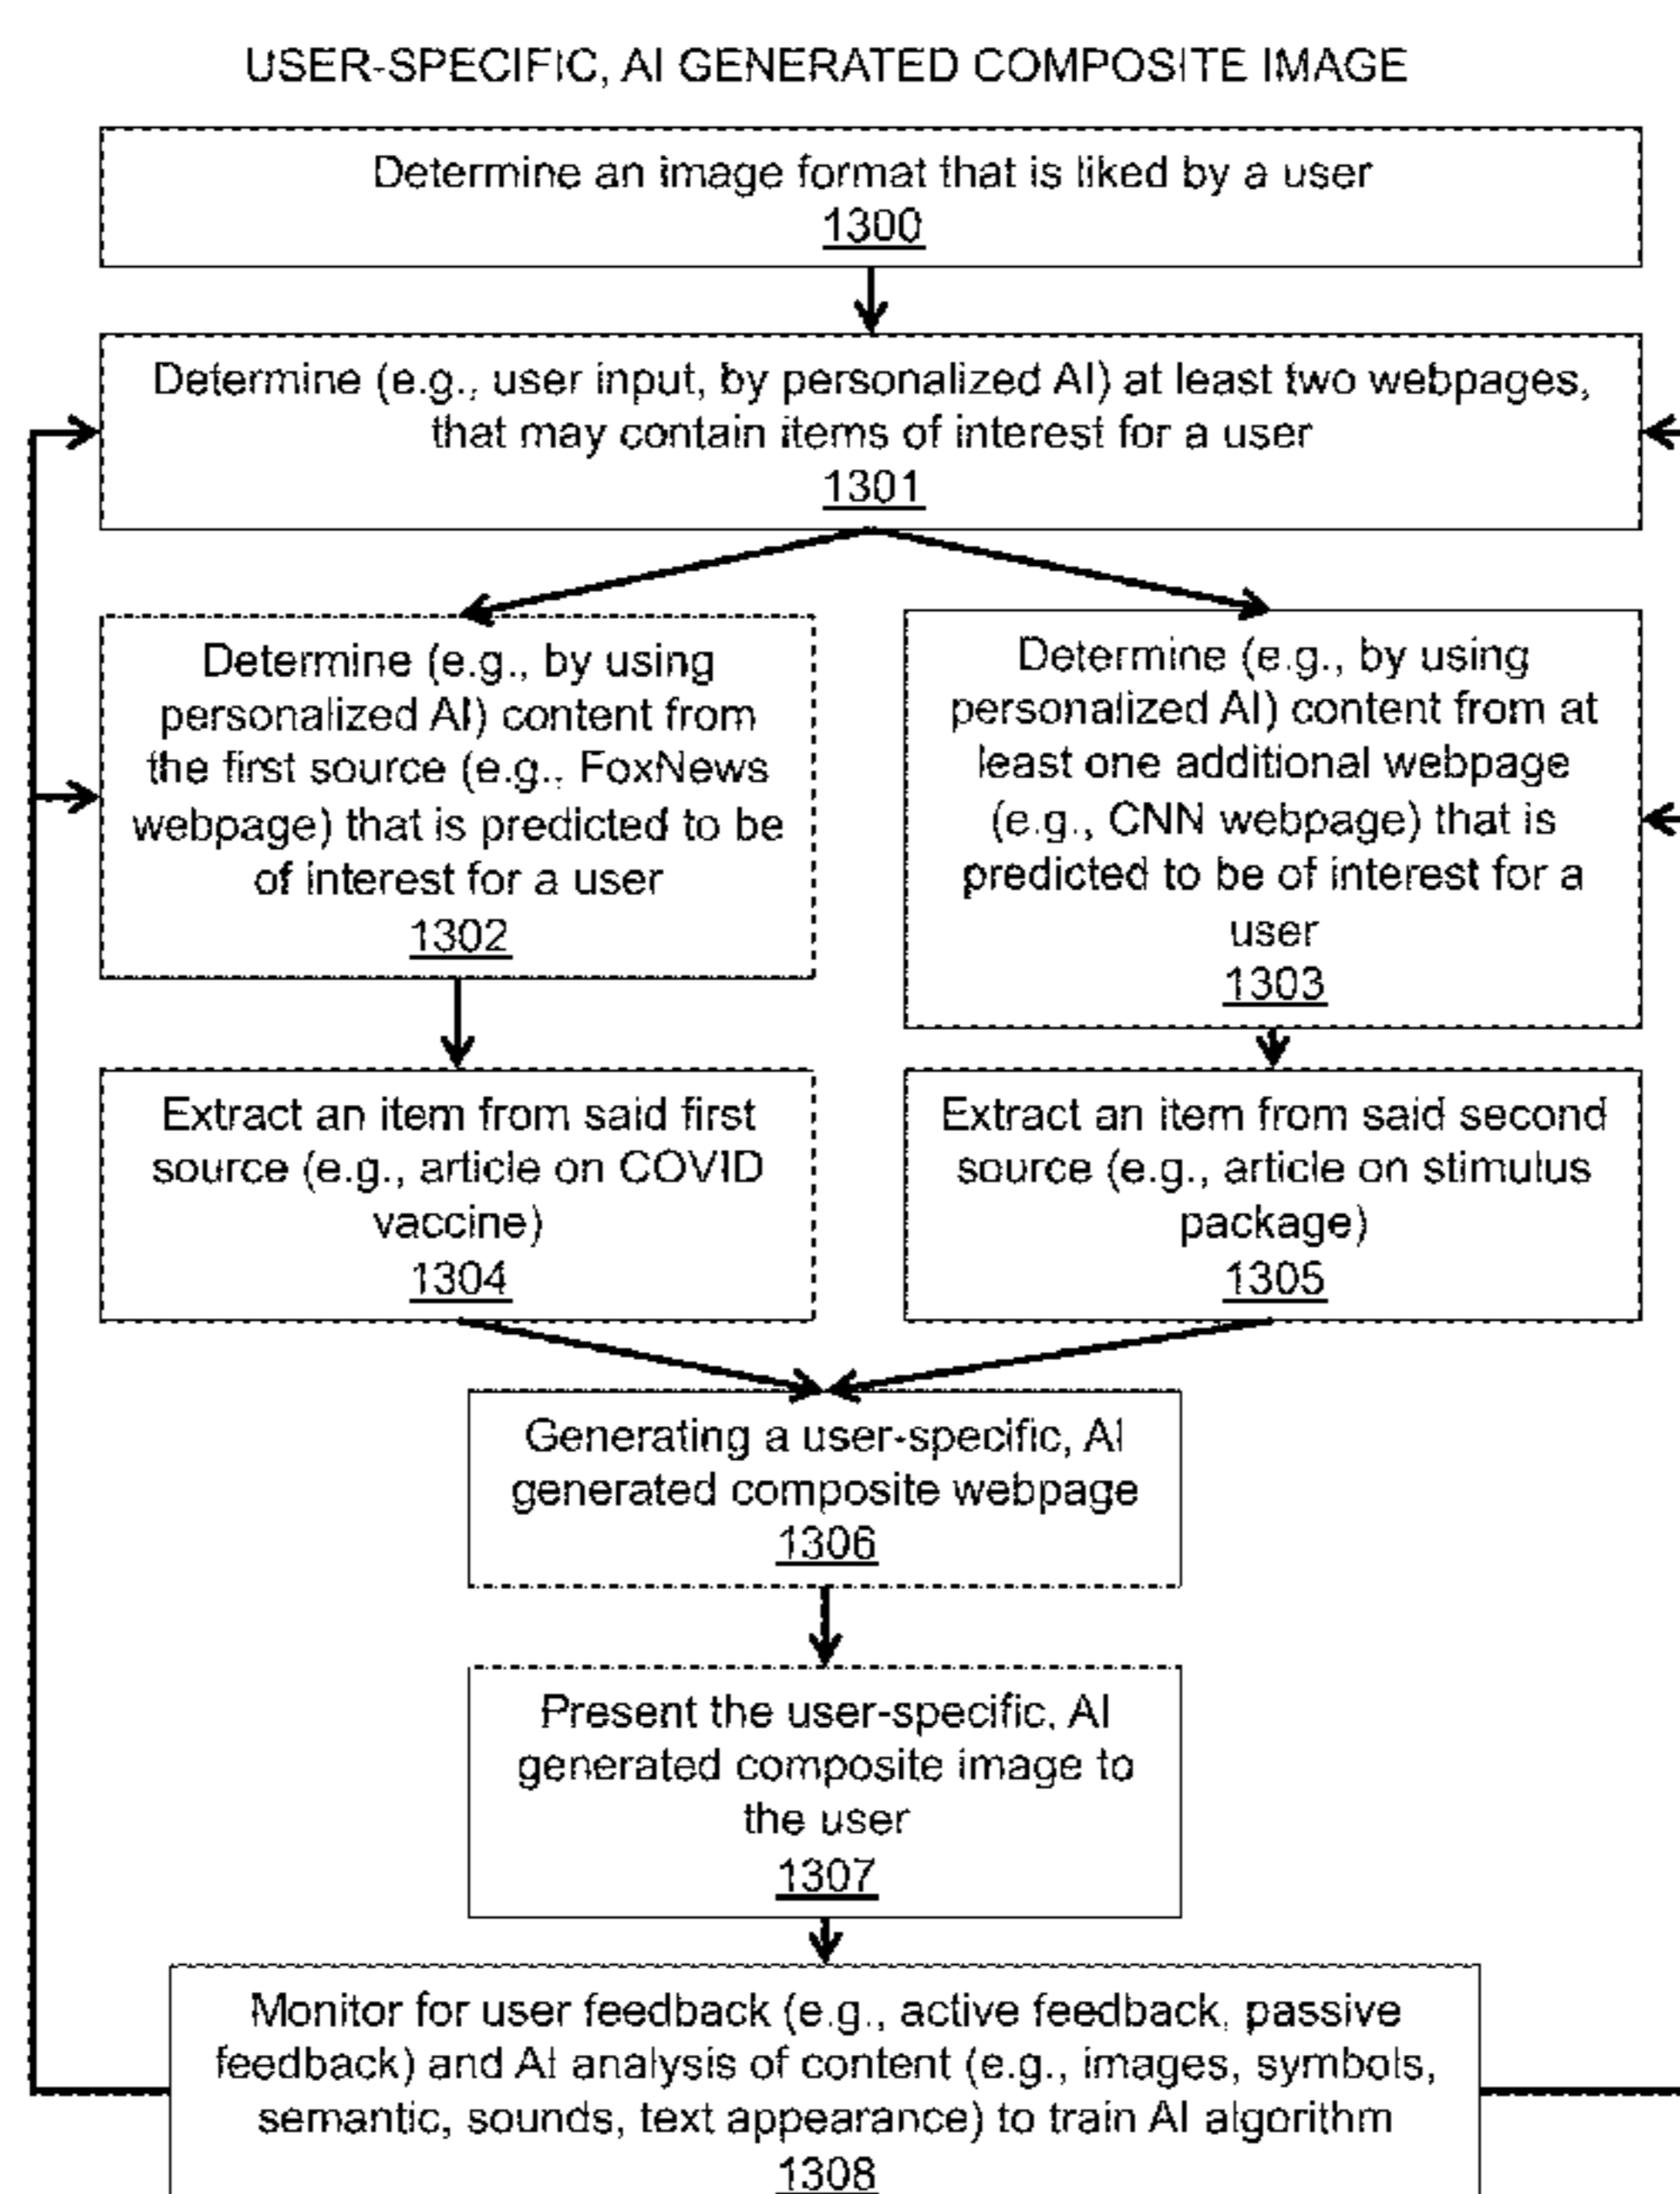 USER-SPECIFIC, AI GENERATED COMPOSITE IMAGE
Determine an image format that is liked by a user
1300
Determine (e.g., user input, by personalized AI) at least two webpages,
that may contain items of interest for a user
1301
Determine (e.g., by using
personalized AI) content from
the first source (e.g., FoxNews
webpage) that is predicted to be
of interest for a user
1302
Determine (e.g., by using
personalized AI) content from at
least one additional webpage
(e.g., CNN webpage) that is
predicted to be of interest for a
user
1303
Extract an item from said first
source (e.g., article on COVID
vaccine)
1304
Extract an item from said second
source (e.g., article on stimulus
package)
1305
Generating a user-specific, AI
generated composite webpage
1306
Present the user-specific, AI
generated composite image to
the user
1307
Monitor for user feedback (e.g., active feedback, passive
feedback) and AI analysis of content (e.g., images, symbols,
semantic, sounds, text appearance) to train AI algorithm
1308